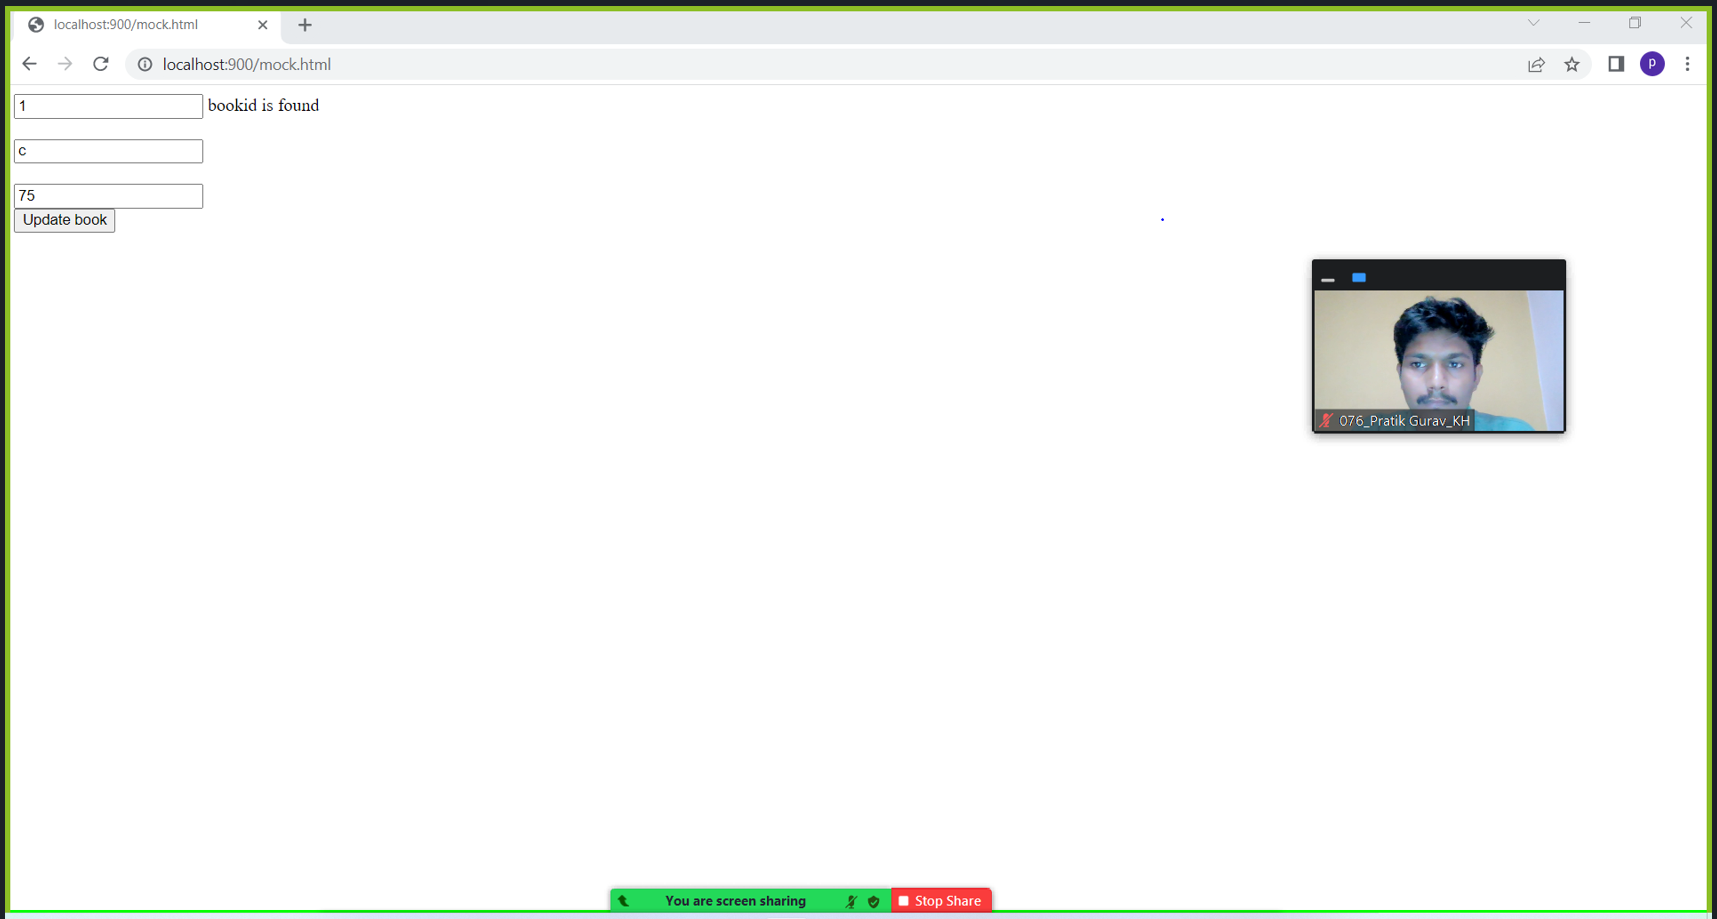 localhost:900/mock.html
localhost:900/mock.html
P
1 bookid is found
c
75
Update book
076_Pratik Gurav_KH
You are screen sharing Stop Share